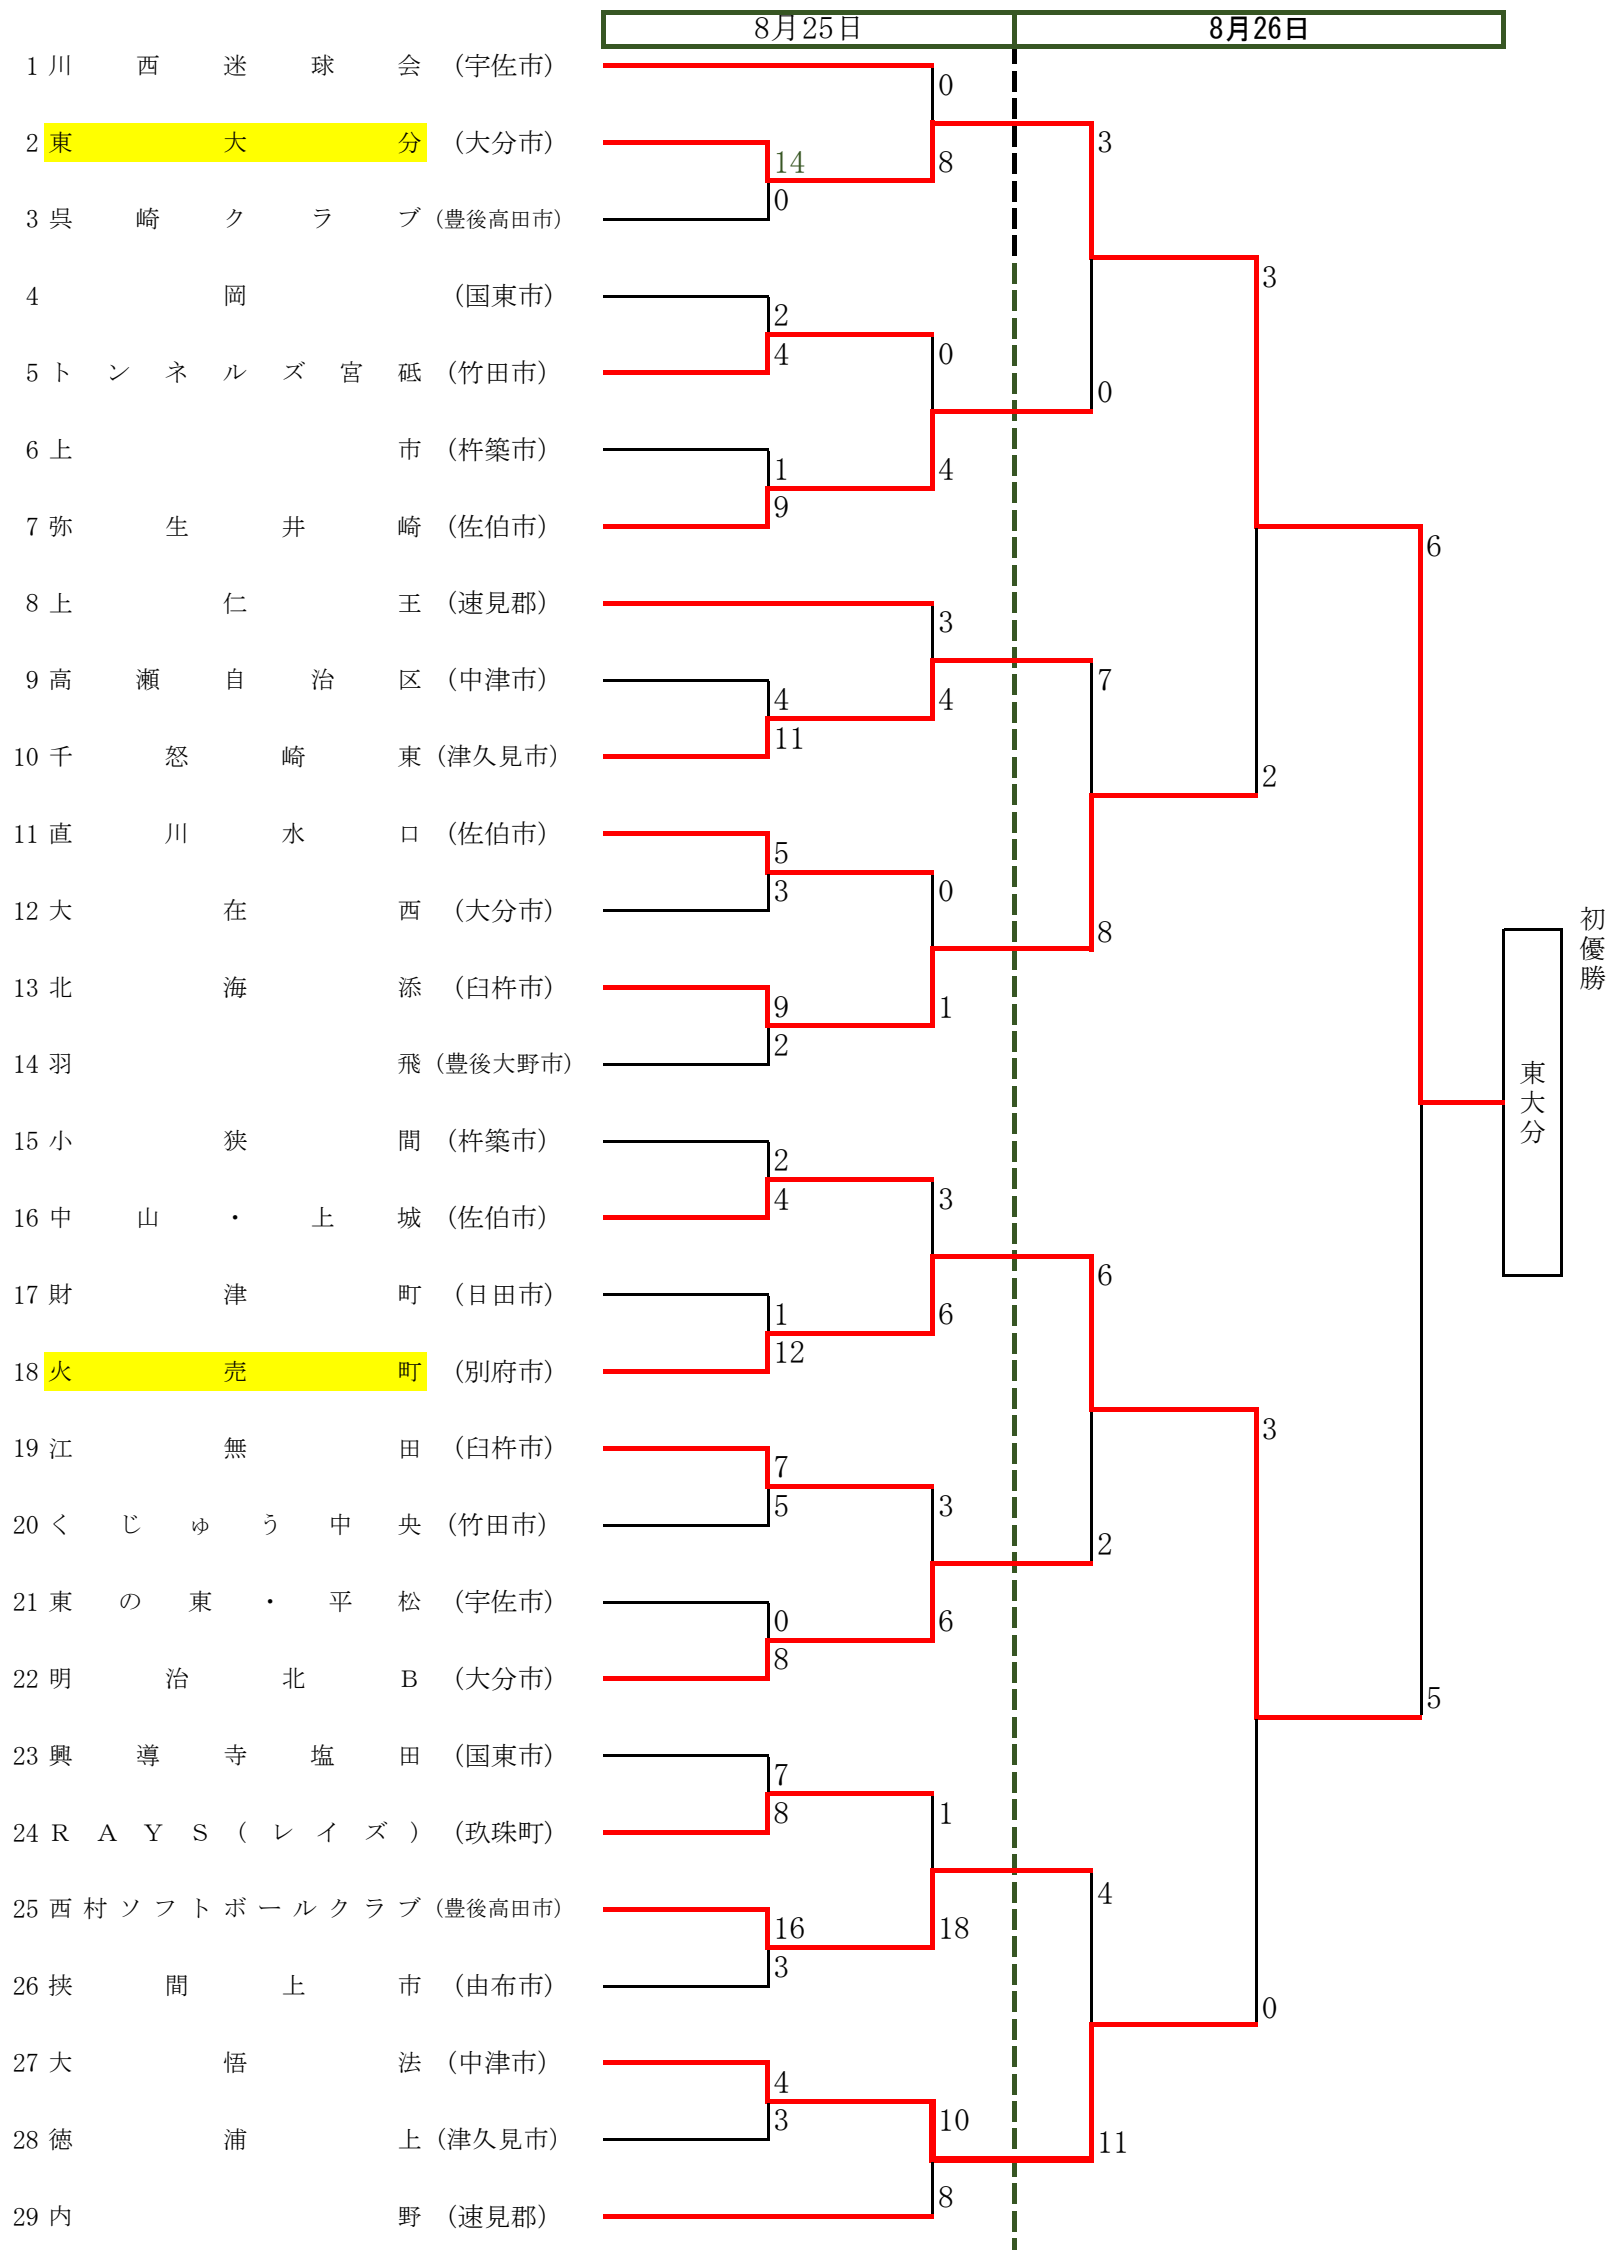 8月25日 8月26日
1 川西迷球会 (宇佐市)
0
2 東大分 (大分市)
3
14
8
0
3 呉崎クラブ (豊後高田市)
3
4 岡 (国東市)
2
0
4
5 トンネルズ宮砥 (竹田市)
0
6 上市 (杵築市)
1
4
9
7 弥生井崎 (佐伯市)
6
8 上仁王 (速見郡)
3
9 高瀬自治区 (中津市)
7
4
4
11
10 千怒崎東 (津久見市)
2
11 直川水口 (佐伯市)
5
0
3
12 大在西 (大分市)
8
初優勝
13 北海添 (臼杵市)
9
1
2
14 羽飛 (豊後大野市)
東大分
15 小狭間 (杵築市)
2
3
4
16 中山・上城 (佐伯市)
6
17 財津町 (日田市)
1
6
12
18 火売町 (別府市)
3
19 江無田 (臼杵市)
7
3
5
20 くじゅう中央 (竹田市)
2
21 東の東・平松 (宇佐市)
0
6
8
22 明治北B (大分市)
5
23 興導寺塩田 (国東市)
7
1
8
24 RAYS(レイズ) (玖珠町)
4
25 西村ソフトボールクラブ (豊後高田市)
16
18
3
26 挾間上市 (由布市)
0
27 大悟法 (中津市)
4
10
3
28 徳浦上 (津久見市)
11
8
29 内野 (速見郡)